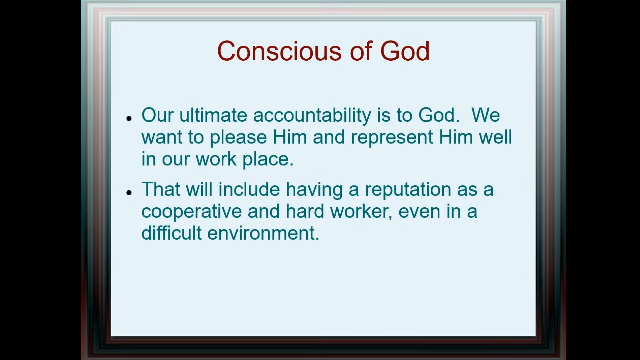 Conscious of God
• Our ultimate accountability is to God.  We
want to please Him and represent Him well
in our work place.
• That will include having a reputation as a
cooperative and hard worker, even in a
difficult environment.